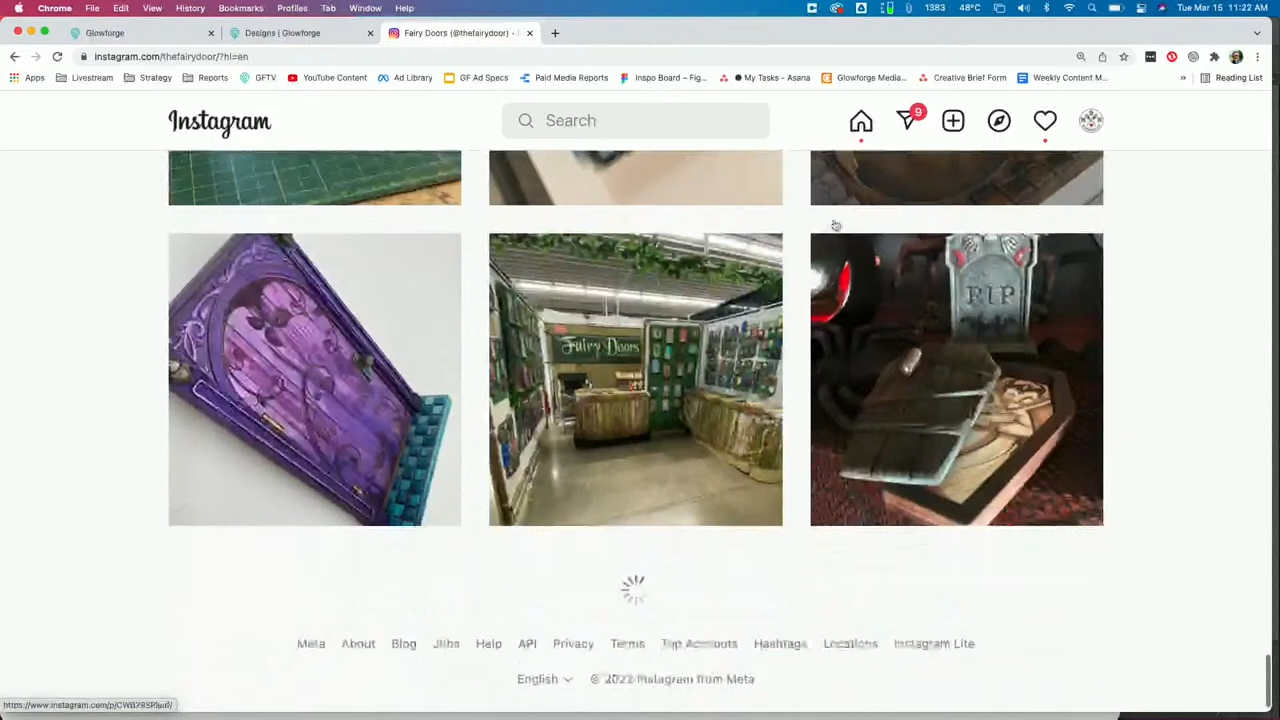 Chrome File Edit View History Bookmarks Profiles Tab Window Help 1383 48°C Tue Mar 15 11:22 AM
Glowforge × Designs | Glowforge × Fairy Doors (@thefairydoor) · × +
instagram.com/thefairydoor/?hl=en
Apps Livestream Strategy Reports GFTV YouTube Content Ad Library GF Ad Specs Paid Media Reports Inspo Board – Fig... My Tasks - Asana Glowforge Media... Creative Brief Form Weekly Content M... » Reading List
Instagram Search 9
Fairy Doors
RIP
Meta About Blog Jobs Help API Privacy Terms Top Accounts Hashtags Locations Instagram Lite
English © 2022 Instagram from Meta